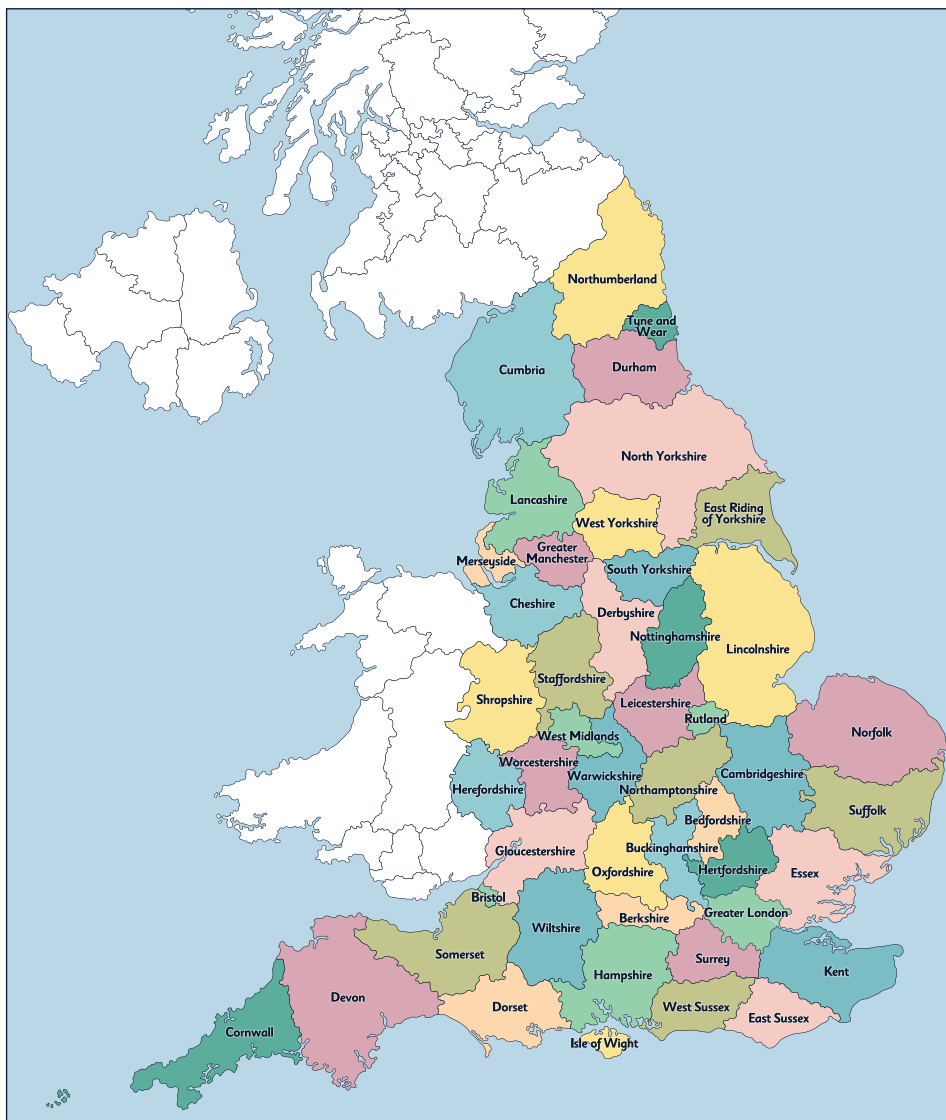 Northumberland
Tyne and
Wear
Cumbria
Durham
North Yorkshire
Lancashire
East Riding
of Yorkshire
West Yorkshire
Merseyside
Greater
Manchester
South Yorkshire
Cheshire
Derbyshire
Nottinghamshire
Lincolnshire
Staffordshire
Shropshire
Leicestershire
Rutland
Norfolk
West Midlands
Worcestershire
Warwickshire
Cambridgeshire
Herefordshire
Northamptonshire
Suffolk
Bedfordshire
Buckinghamshire
Gloucestershire
Oxfordshire
Hertfordshire
Essex
Bristol
Berkshire
Greater London
Wiltshire
Somerset
Surrey
Kent
Hampshire
Devon
Dorset
West Sussex
East Sussex
Cornwall
Isle of Wight